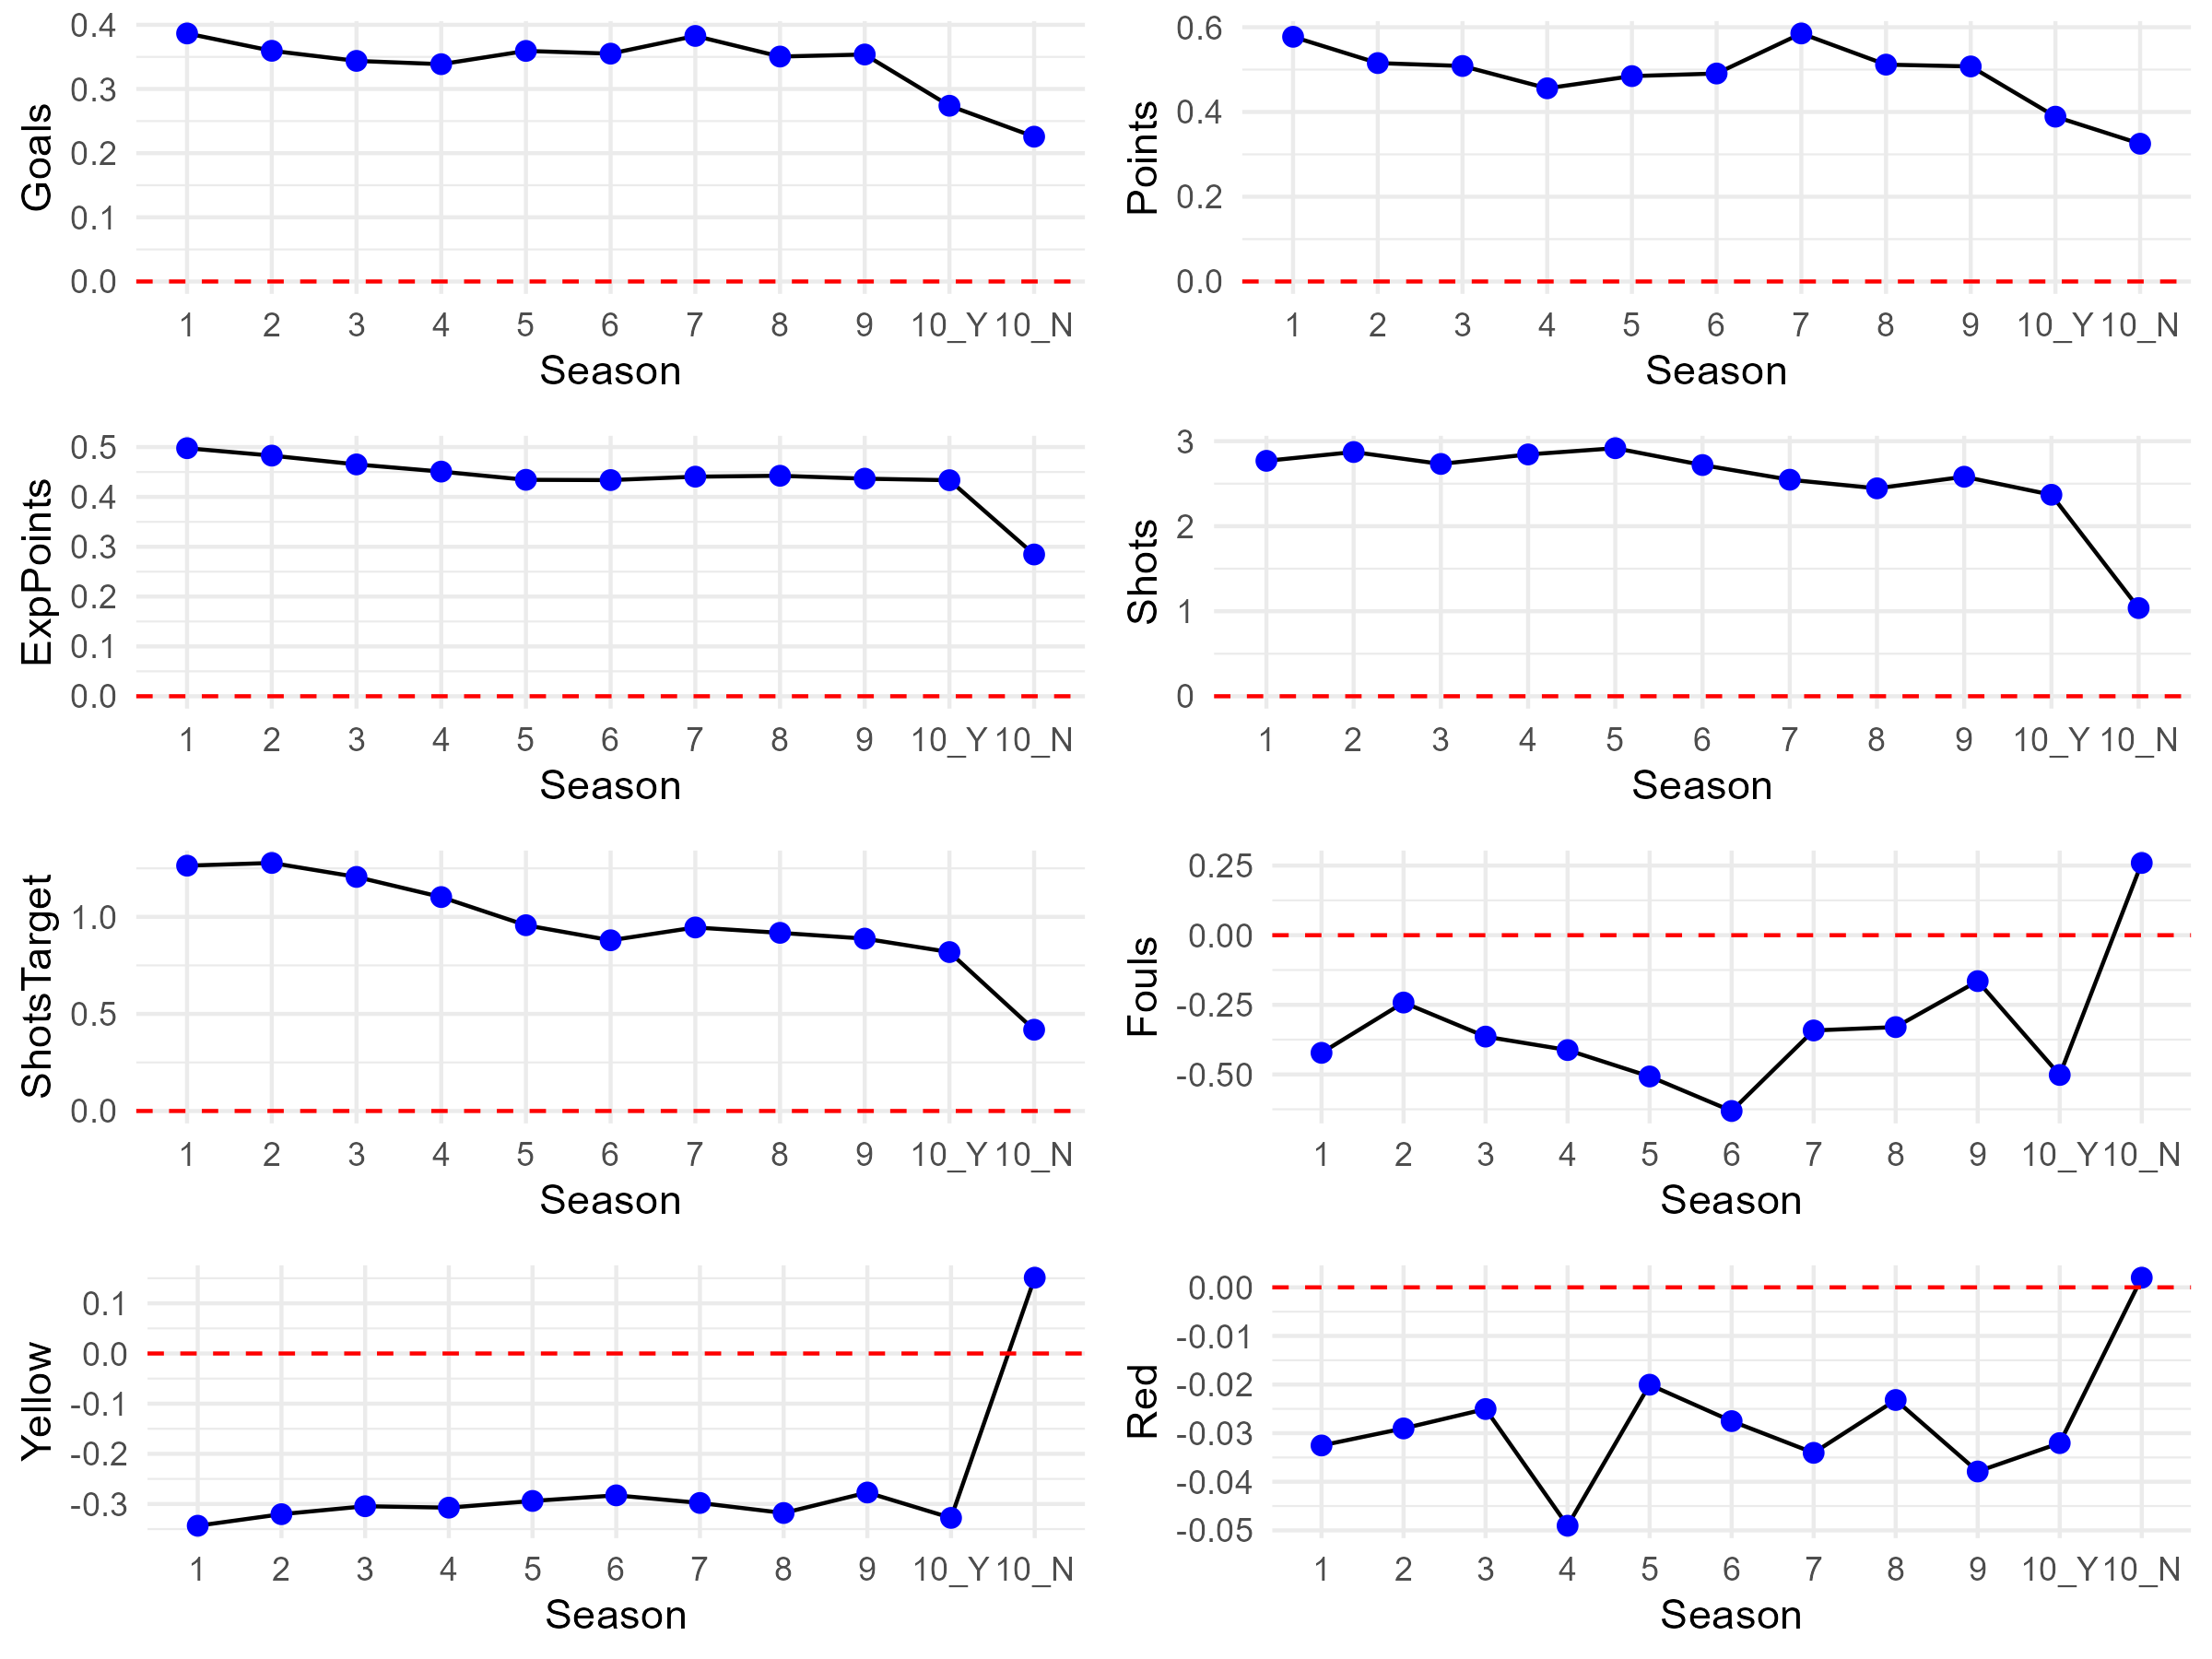 Goals
0.4
0.3
0.2
0.1
0.0
1 2 3 4 5 6 7 8 9 10_Y 10_N
Season
Points
0.6
0.4
0.2
0.0
1 2 3 4 5 6 7 8 9 10_Y 10_N
Season
ExpPoints
0.5
0.4
0.3
0.2
0.1
0.0
1 2 3 4 5 6 7 8 9 10_Y 10_N
Season
Shots
3
2
1
0
1 2 3 4 5 6 7 8 9 10_Y 10_N
Season
ShotsTarget
1.0
0.5
0.0
1 2 3 4 5 6 7 8 9 10_Y 10_N
Season
Fouls
0.25
0.00
-0.25
-0.50
1 2 3 4 5 6 7 8 9 10_Y 10_N
Season
Yellow
0.1
0.0
-0.1
-0.2
-0.3
1 2 3 4 5 6 7 8 9 10_Y 10_N
Season
Red
0.00
-0.01
-0.02
-0.03
-0.04
-0.05
1 2 3 4 5 6 7 8 9 10_Y 10_N
Season